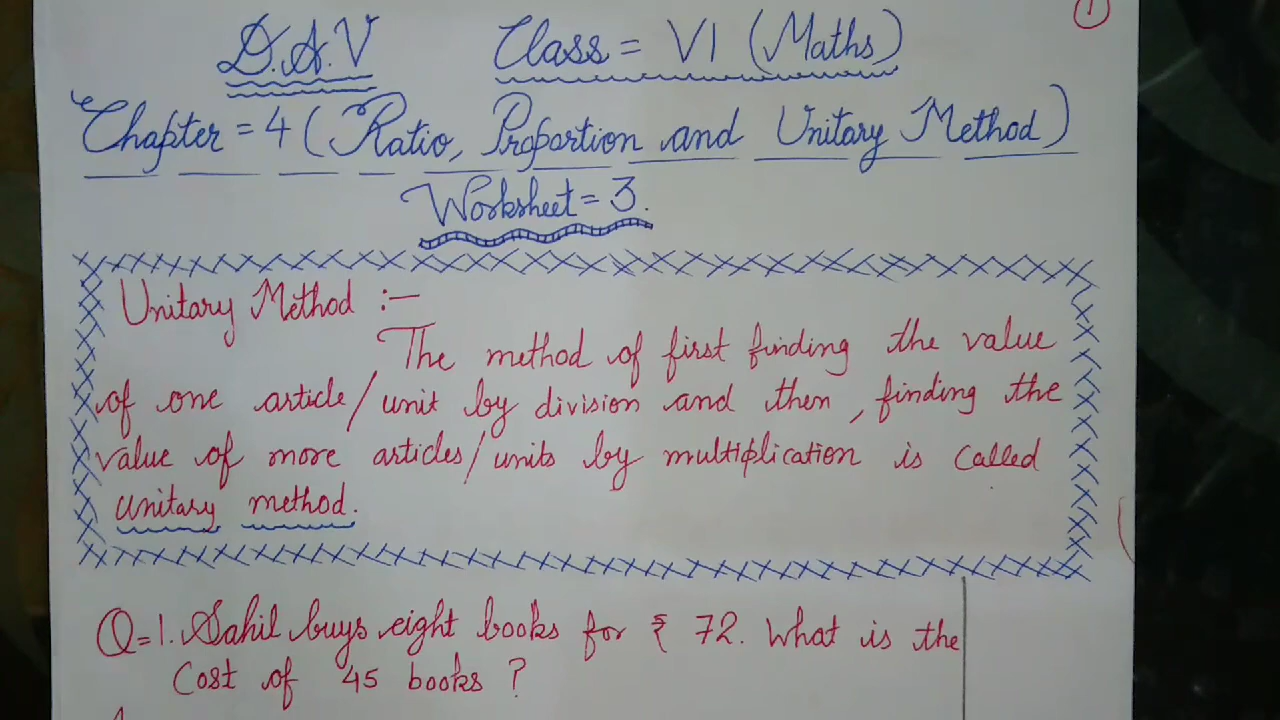 1
D.A.V Class = VI (Maths)
Chapter = 4 (Ratio, Proportion and Unitary Method)
Worksheet = 3.
Unitary Method :-
The method of first finding the value
of one article/unit by division and then, finding the
value of more articles/units by multiplication is called
unitary method.
Q=1. Sahil buys eight books for ₹ 72. What is the
Cost of 45 books ?